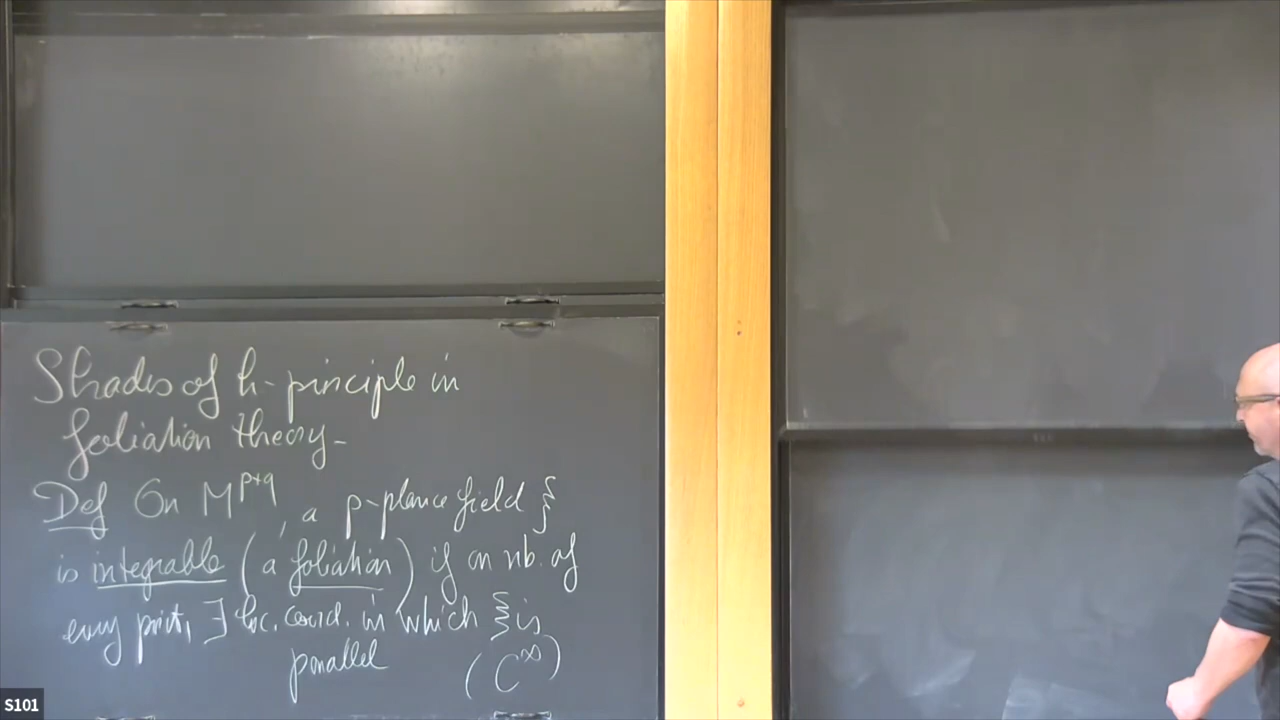 Shades of h-principle in
foliation theory-
Def On M^{p+q}, a p-plane field ξ
is integrable (a foliation) if on nb. of
every point, ∃ loc. coord. in which ξ is
parallel (C^∞)
S101